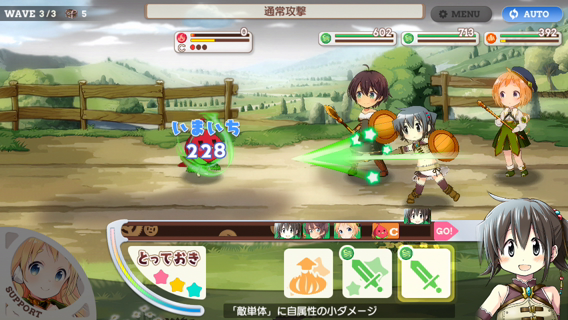 WAVE 3/3
5
通常攻撃
MENU
AUTO
0
C
602
713
392
いまいち
228
C
GO!
とっておき
SUPPORT
「敵単体」に自属性の小ダメージ